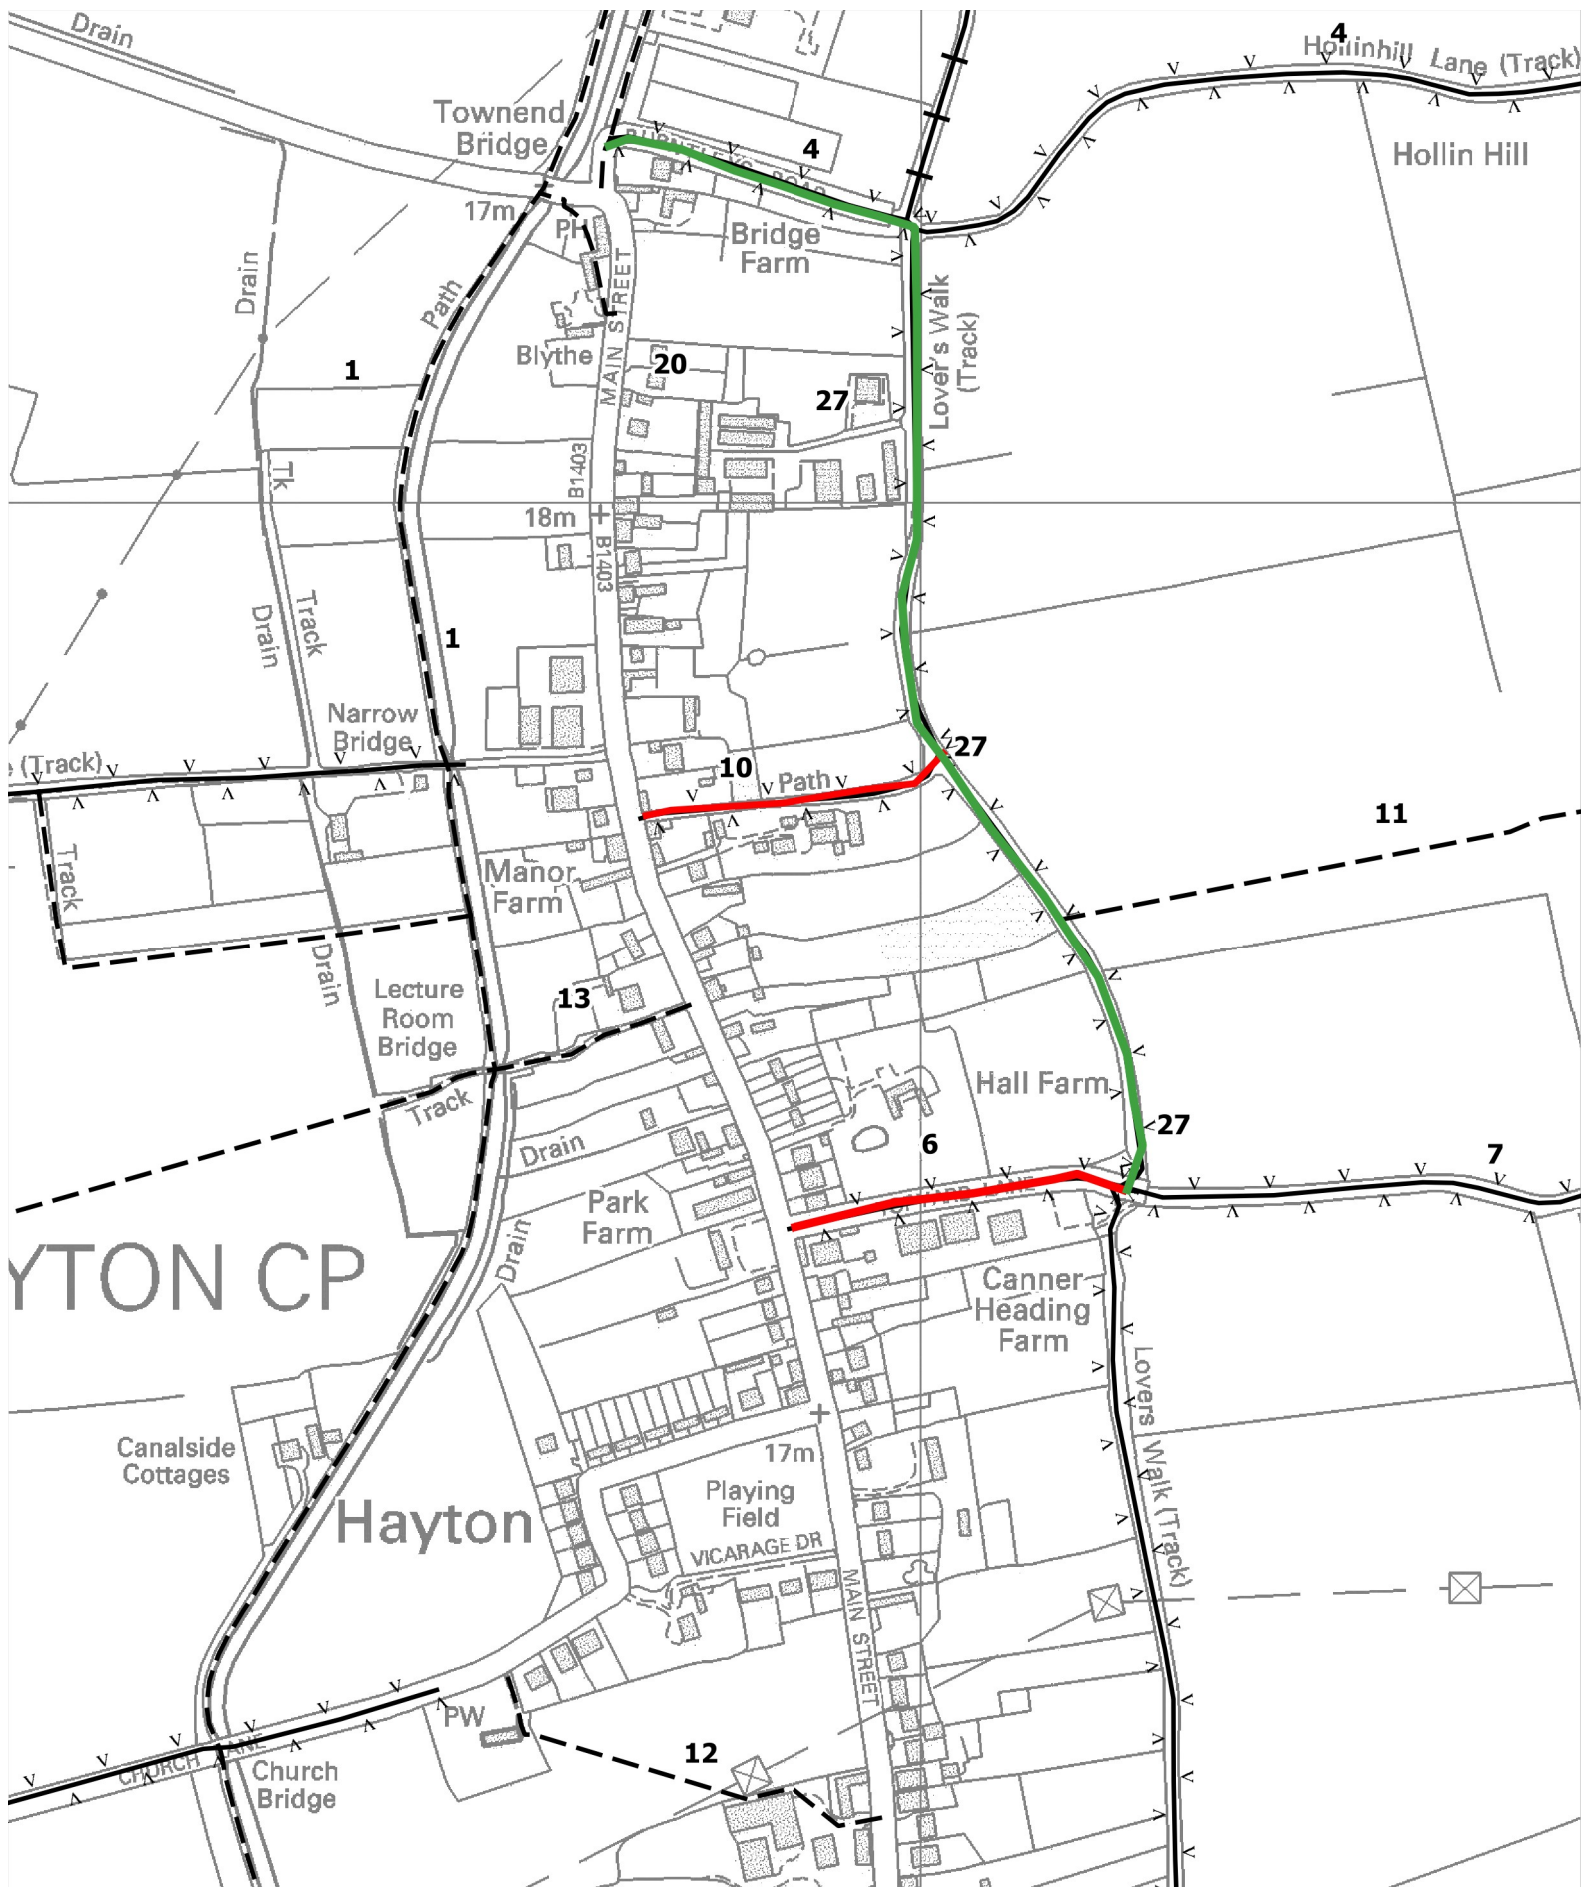 Drain
4
Hollinhill Lane (Track)
Townend
Bridge
4
Hollin Hill
17m
PH
Bridge
Farm
Drain
Path
MAIN STREET
Lover's Walk
(Track)
Blythe
1
20
27
Tk
B1403
18m
B1403
Track
Drain
1
Narrow
Bridge
(Track)
27
10
Path
11
Track
Manor
Farm
Drain
Lecture
Room
Bridge
13
Hall Farm
Track
27
Drain
6
7
LANE
Park
Farm
Drain
YTON CP
Canner
Heading
Farm
Lovers Walk (Track)
Canalside
Cottages
17m
Hayton
Playing
Field
VICARAGE DR
MAIN STREET
PW
CHURCH LANE
Church
Bridge
12